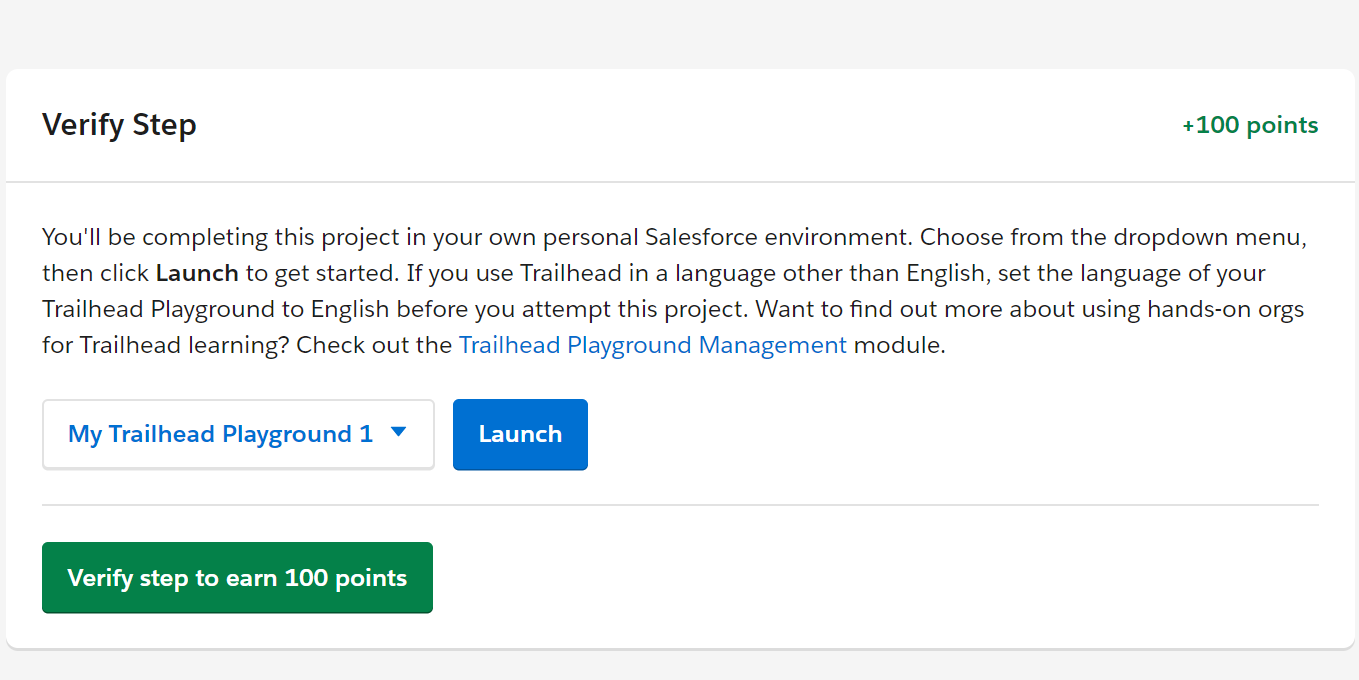 Verify Step
+100 points
You'll be completing this project in your own personal Salesforce environment. Choose from the dropdown menu,
then click Launch to get started. If you use Trailhead in a language other than English, set the language of your
Trailhead Playground to English before you attempt this project. Want to find out more about using hands-on orgs
for Trailhead learning? Check out the Trailhead Playground Management module.
My Trailhead Playground 1
Launch
Verify step to earn 100 points